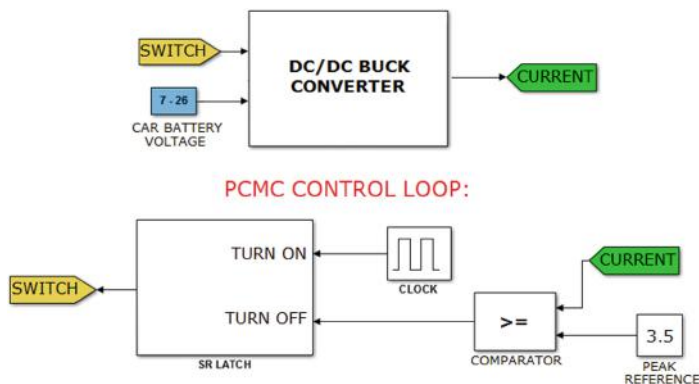 SWITCH
7 - 26
CAR BATTERY
VOLTAGE
DC/DC BUCK
CONVERTER
CURRENT
PCMC CONTROL LOOP:
SWITCH
TURN ON
TURN OFF
SR LATCH
CLOCK
>=
COMPARATOR
CURRENT
3.5
PEAK
REFERENCE